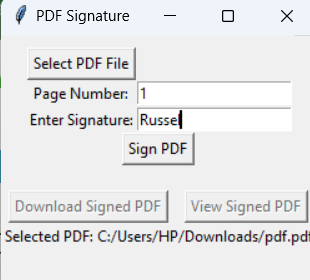 PDF Signature
Select PDF File
Page Number: 1
Enter Signature: Russel
Sign PDF
Download Signed PDF View Signed PDF
Selected PDF: C:/Users/HP/Downloads/pdf.pdf